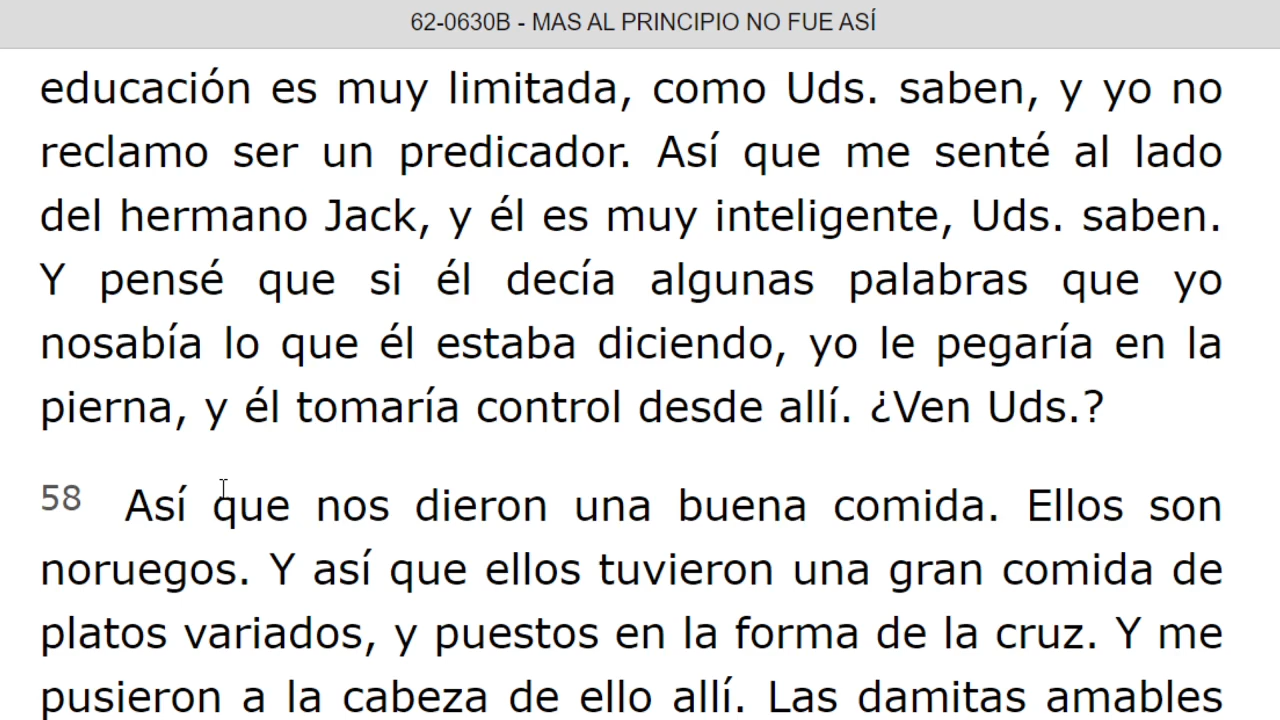 62-0630B - MAS AL PRINCIPIO NO FUE ASÍ
educación es muy limitada, como Uds. saben, y yo no
reclamo ser un predicador. Así que me senté al lado
del hermano Jack, y él es muy inteligente, Uds. saben.
Y pensé que si él decía algunas palabras que yo
nosabía lo que él estaba diciendo, yo le pegaría en la
pierna, y él tomaría control desde allí. ¿Ven Uds.?
58 Así que nos dieron una buena comida. Ellos son
noruegos. Y así que ellos tuvieron una gran comida de
platos variados, y puestos en la forma de la cruz. Y me
pusieron a la cabeza de ello allí. Las damitas amables